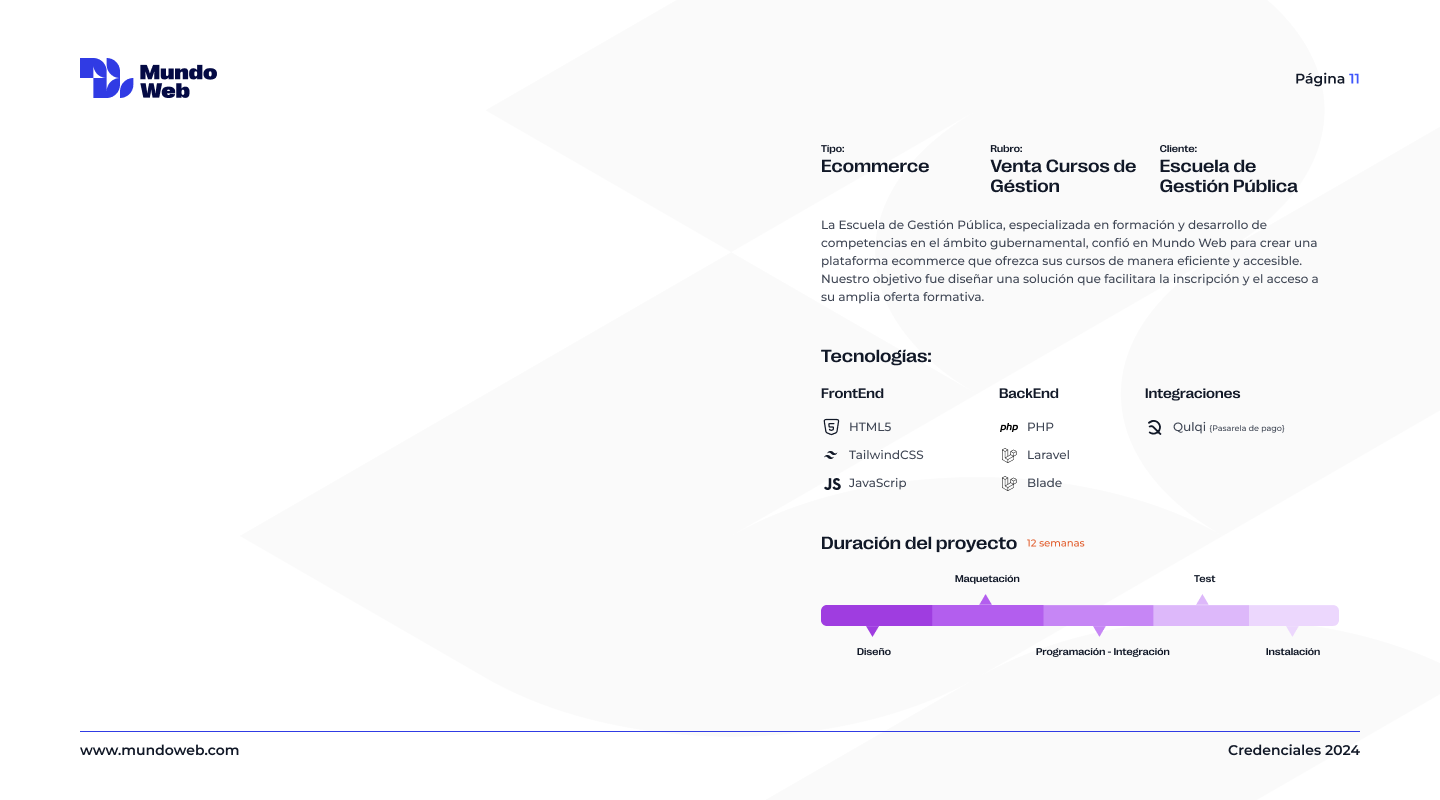 Mundo
Web
Página 11
Tipo:
Ecommerce
Rubro:
Venta Cursos de
Géstion
Cliente:
Escuela de
Gestión Pública
La Escuela de Gestión Pública, especializada en formación y desarrollo de
competencias en el ámbito gubernamental, confió en Mundo Web para crear una
plataforma ecommerce que ofrezca sus cursos de manera eficiente y accesible.
Nuestro objetivo fue diseñar una solución que facilitara la inscripción y el acceso a
su amplia oferta formativa.
Tecnologías:
FrontEnd
5 HTML5
TailwindCSS
JS JavaScrip
BackEnd
php PHP
Laravel
Blade
Integraciones
Qulqi (Pasarela de pago)
Duración del proyecto 12 semanas
Maquetación
Test
Diseño
Programación - Integración
Instalación
www.mundoweb.com
Credenciales 2024